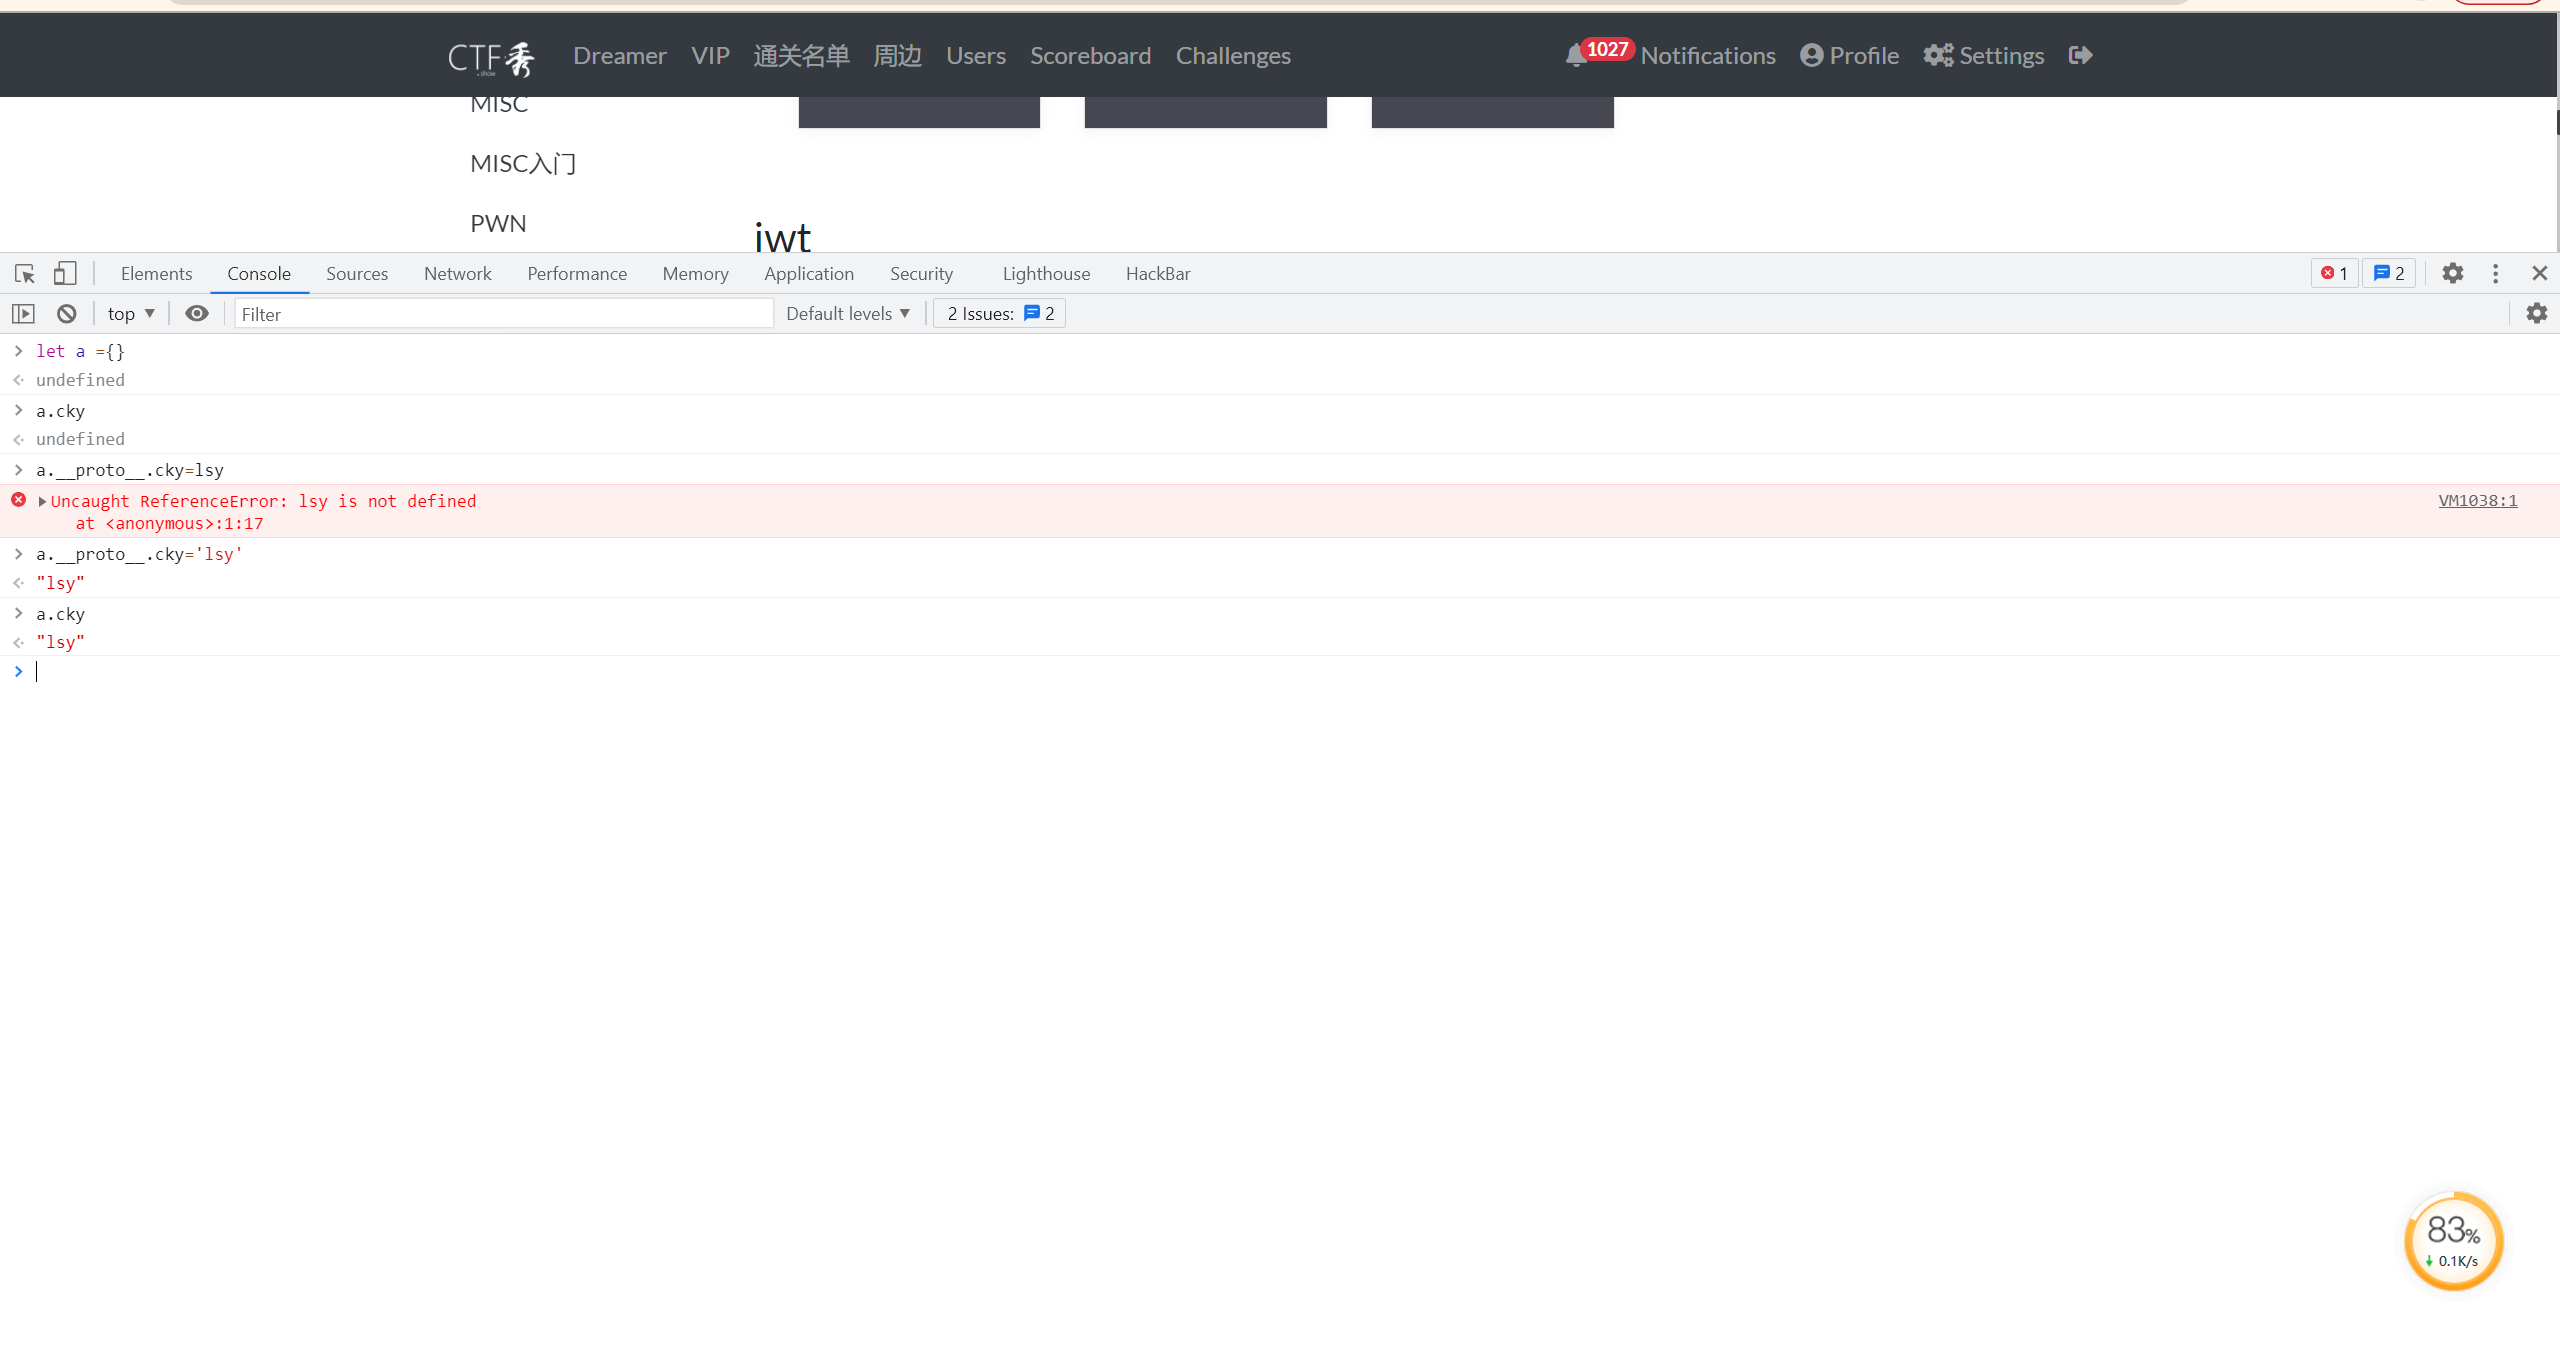 CTF秀 Dreamer VIP 通关名单 周边 Users Scoreboard Challenges 1027 Notifications Profile Settings
.show
MISC
MISC入门
PWN
iwt
Elements Console Sources Network Performance Memory Application Security Lighthouse HackBar 1 2
top Filter Default levels 2 Issues: 2
let a ={}
undefined
a.cky
undefined
a.__proto__.cky=lsy
Uncaught ReferenceError: lsy is not defined VM1038:1
at <anonymous>:1:17
a.__proto__.cky='lsy'
"lsy"
a.cky
"lsy"
83%
0.1K/s